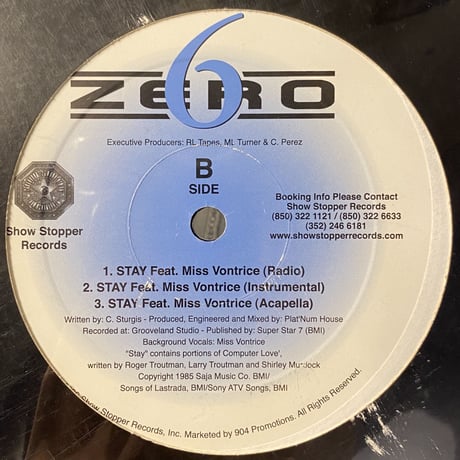 6
ZERO
Executive Producers: RL Tapes, ML Turner & C. Perez
B
SIDE
Show Stopper
Records
Booking Info Please Contact
Show Stopper Records
(850) 322 1121 / (850) 322 6633
(352) 246 6181
www.showstopperrecords.com
1. STAY Feat. Miss Vontrice (Radio)
2. STAY Feat. Miss Vontrice (Instrumental)
3. STAY Feat. Miss Vontrice (Acapella)
Written by: C. Sturgis - Produced, Engineered and Mixed by: Plat'Num House
Recorded at: Grooveland Studio - Published by: Super Star 7 (BMI)
Background Vocals: Miss Vontrice
"Stay" contains portions of Computer Love',
written by Roger Troutman, Larry Troutman and Shirley Murdock
Copyright 1985 Saja Music Co. BMI/
Songs of Lastrada, BMI/Sony ATV Songs, BMI
Show Stopper Records, Inc. Marketed by 904 Promotions. All Rights Reserved.